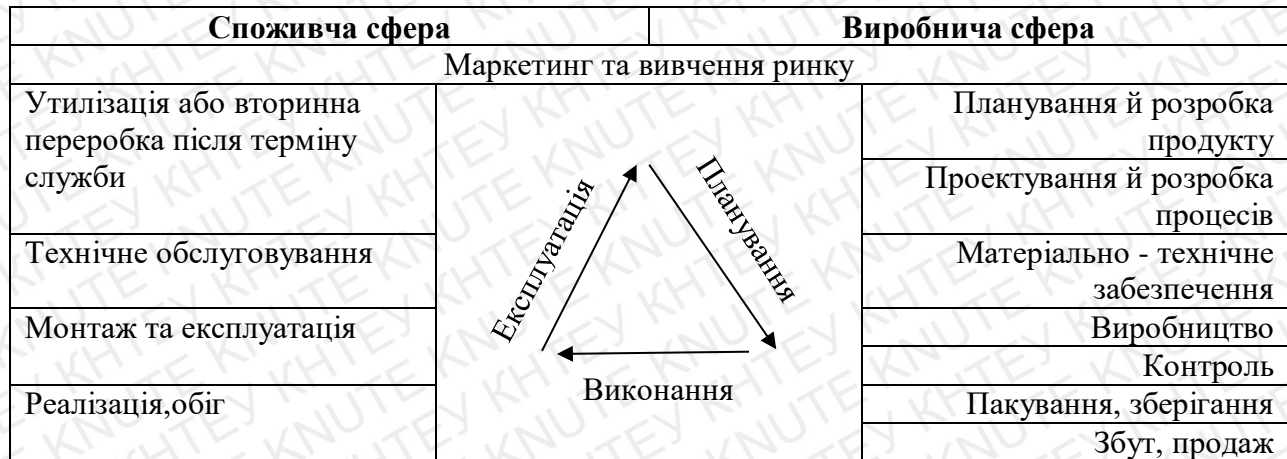 Споживча сфера
Виробнича сфера
Маркетинг та вивчення ринку
Утилізація або вторинна
переробка після терміну
служби
Технічне обслуговування
Монтаж та експлуатація
Реалізація,обіг
Експлуатація
Планування
Виконання
Планування й розробка
продукту
Проектування й розробка
процесів
Матеріально - технічне
забезпечення
Виробництво
Контроль
Пакування, зберігання
Збут, продаж